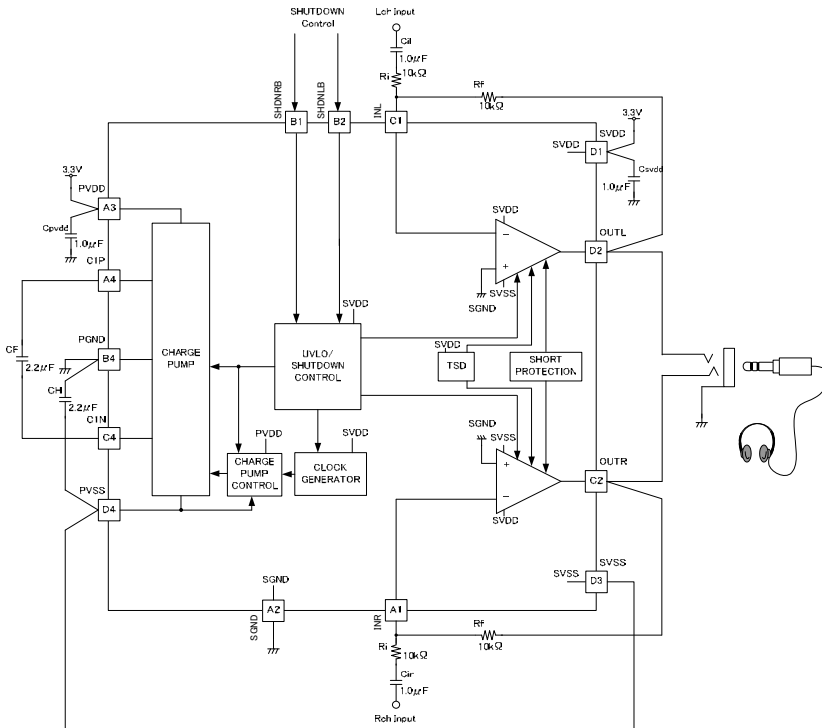 SHUTDOWN
Control
Lch Input
Cil
1.0μF
Ri
10kΩ
Rf
10kΩ
SHDNRB
SHDNLB
INL
B1
B2
C1
3.3V
SVDD
SVDD
D1
Csvdd
1.0μF
3.3V
PVDD
A3
Cpvdd
1.0μF
C1P
A4
SVDD
−
+
SVSS
SGND
OUTL
D2
CF
2.2μF
PGND
B4
CH
2.2μF
C1N
C4
CHARGE
PUMP
SVDD
UVLO/
SHUTDOWN
CONTROL
SVDD
TSD
SHORT
PROTECTION
PVDD
SVDD
CHARGE
PUMP
CONTROL
CLOCK
GENERATOR
SGND
SVSS
+
−
SVDD
OUTR
C2
PVSS
D4
SVSS
SVSS
D3
SGND
A2
SGND
A1
INR
Ri
10kΩ
Rf
10kΩ
Cir
1.0μF
Rch Input